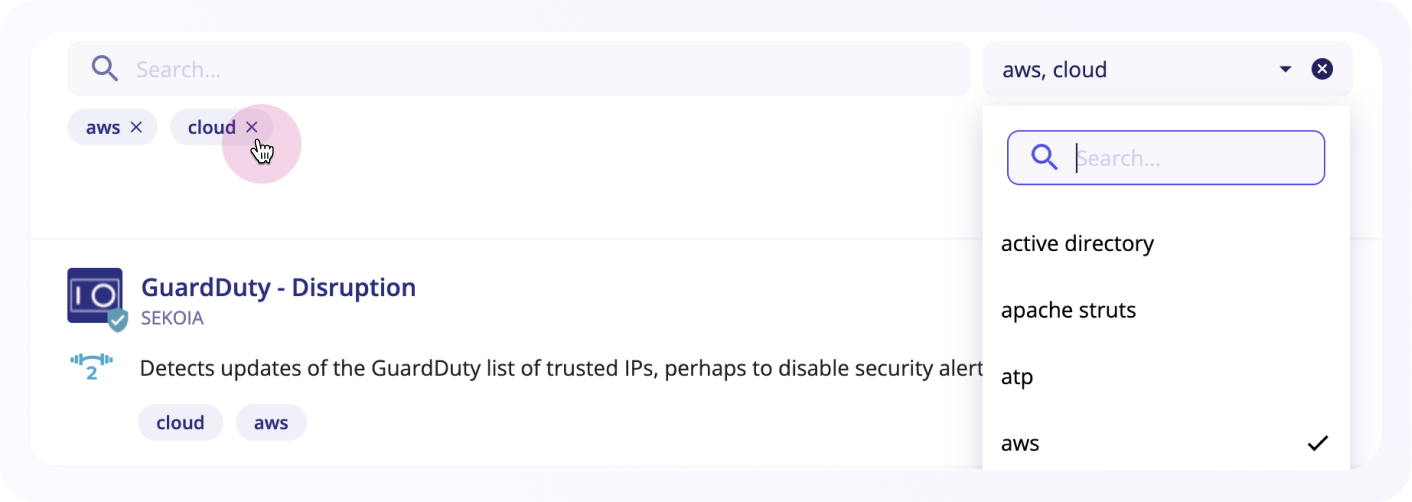 Search...
aws, cloud
aws
cloud
Search...
active directory
apache struts
atp
aws
GuardDuty - Disruption
SEKOIA
2
Detects updates of the GuardDuty list of trusted IPs, perhaps to disable security alert
cloud
aws